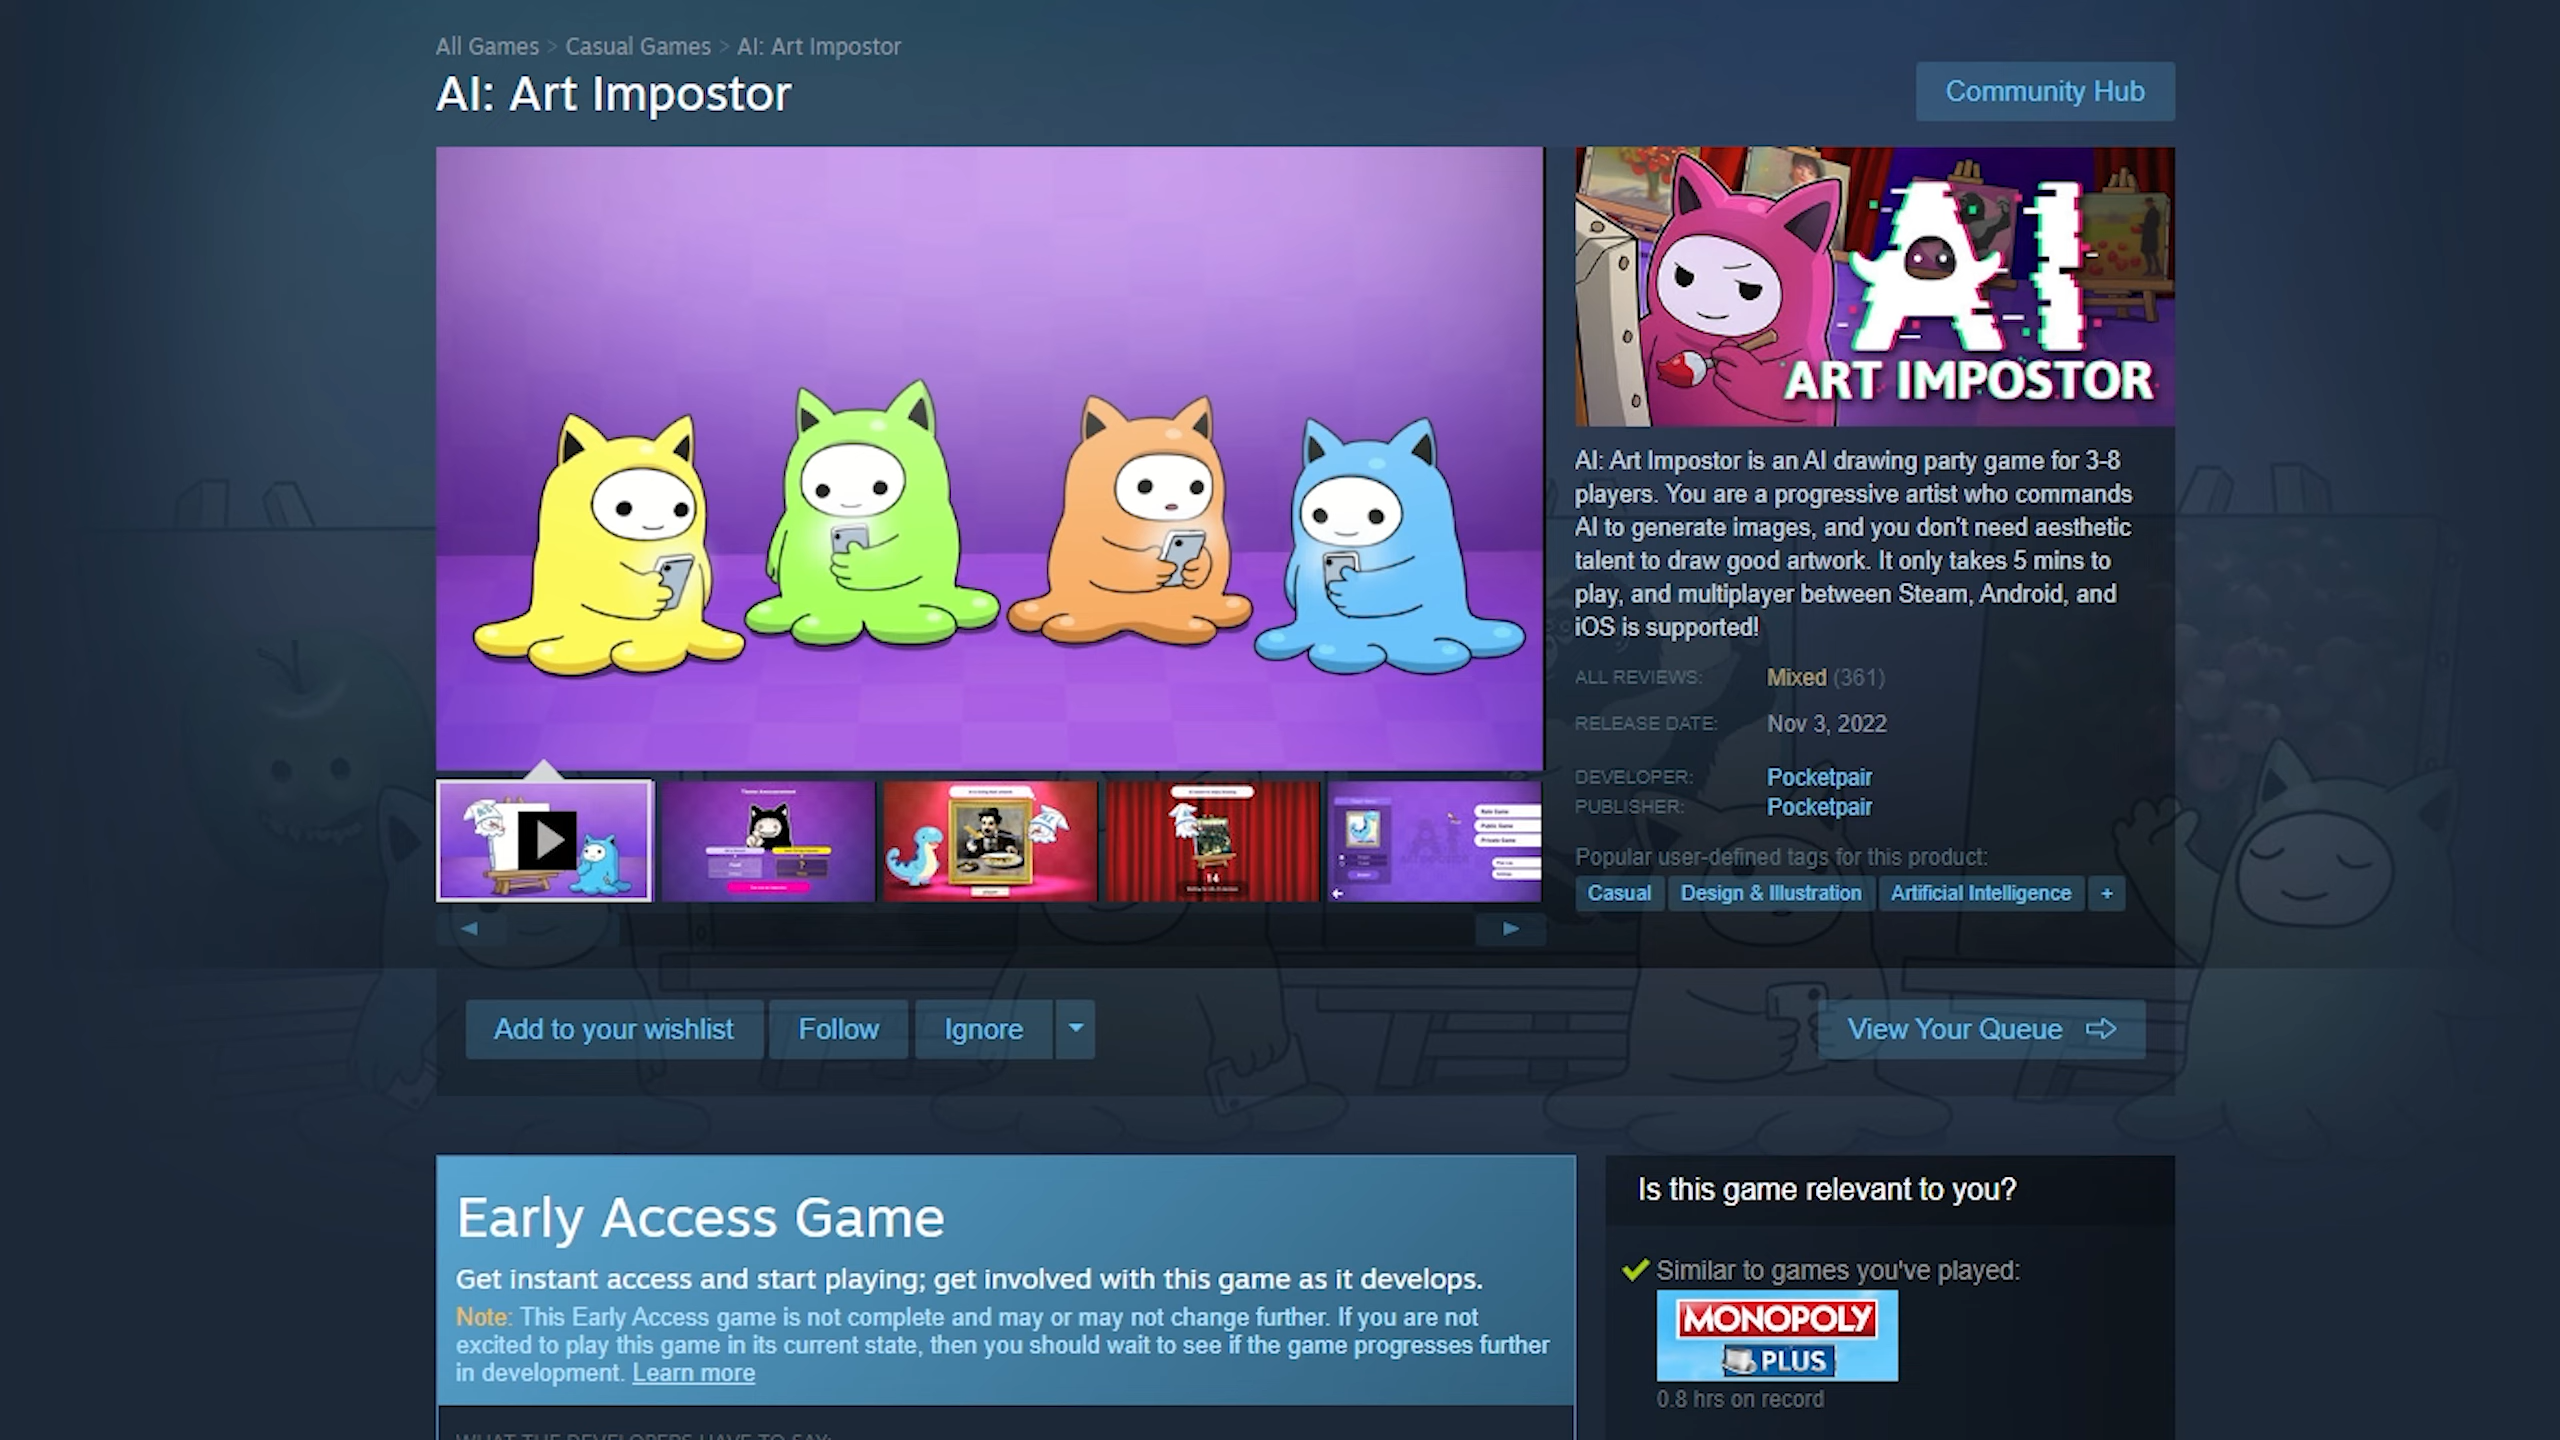 All Games > Casual Games > AI: Art Impostor
AI: Art Impostor
Community Hub
AI
ART IMPOSTOR
AI: Art Impostor is an AI drawing party game for 3-8
players. You are a progressive artist who commands
AI to generate images, and you don't need aesthetic
talent to draw good artwork. It only takes 5 mins to
play, and multiplayer between Steam, Android, and
iOS is supported!
ALL REVIEWS: Mixed (361)
RELEASE DATE: Nov 3, 2022
DEVELOPER: Pocketpair
PUBLISHER: Pocketpair
Popular user-defined tags for this product:
Casual Design & Illustration Artificial Intelligence +
Theme Announcement
14
Add to your wishlist Follow Ignore View Your Queue
Early Access Game
Get instant access and start playing; get involved with this game as it develops.
Note: This Early Access game is not complete and may or may not change further. If you are not
excited to play this game in its current state, then you should wait to see if the game progresses further
in development. Learn more
WHAT THE DEVELOPERS HAVE TO SAY:
Is this game relevant to you?
Similar to games you've played:
MONOPOLY
PLUS
0.8 hrs on record